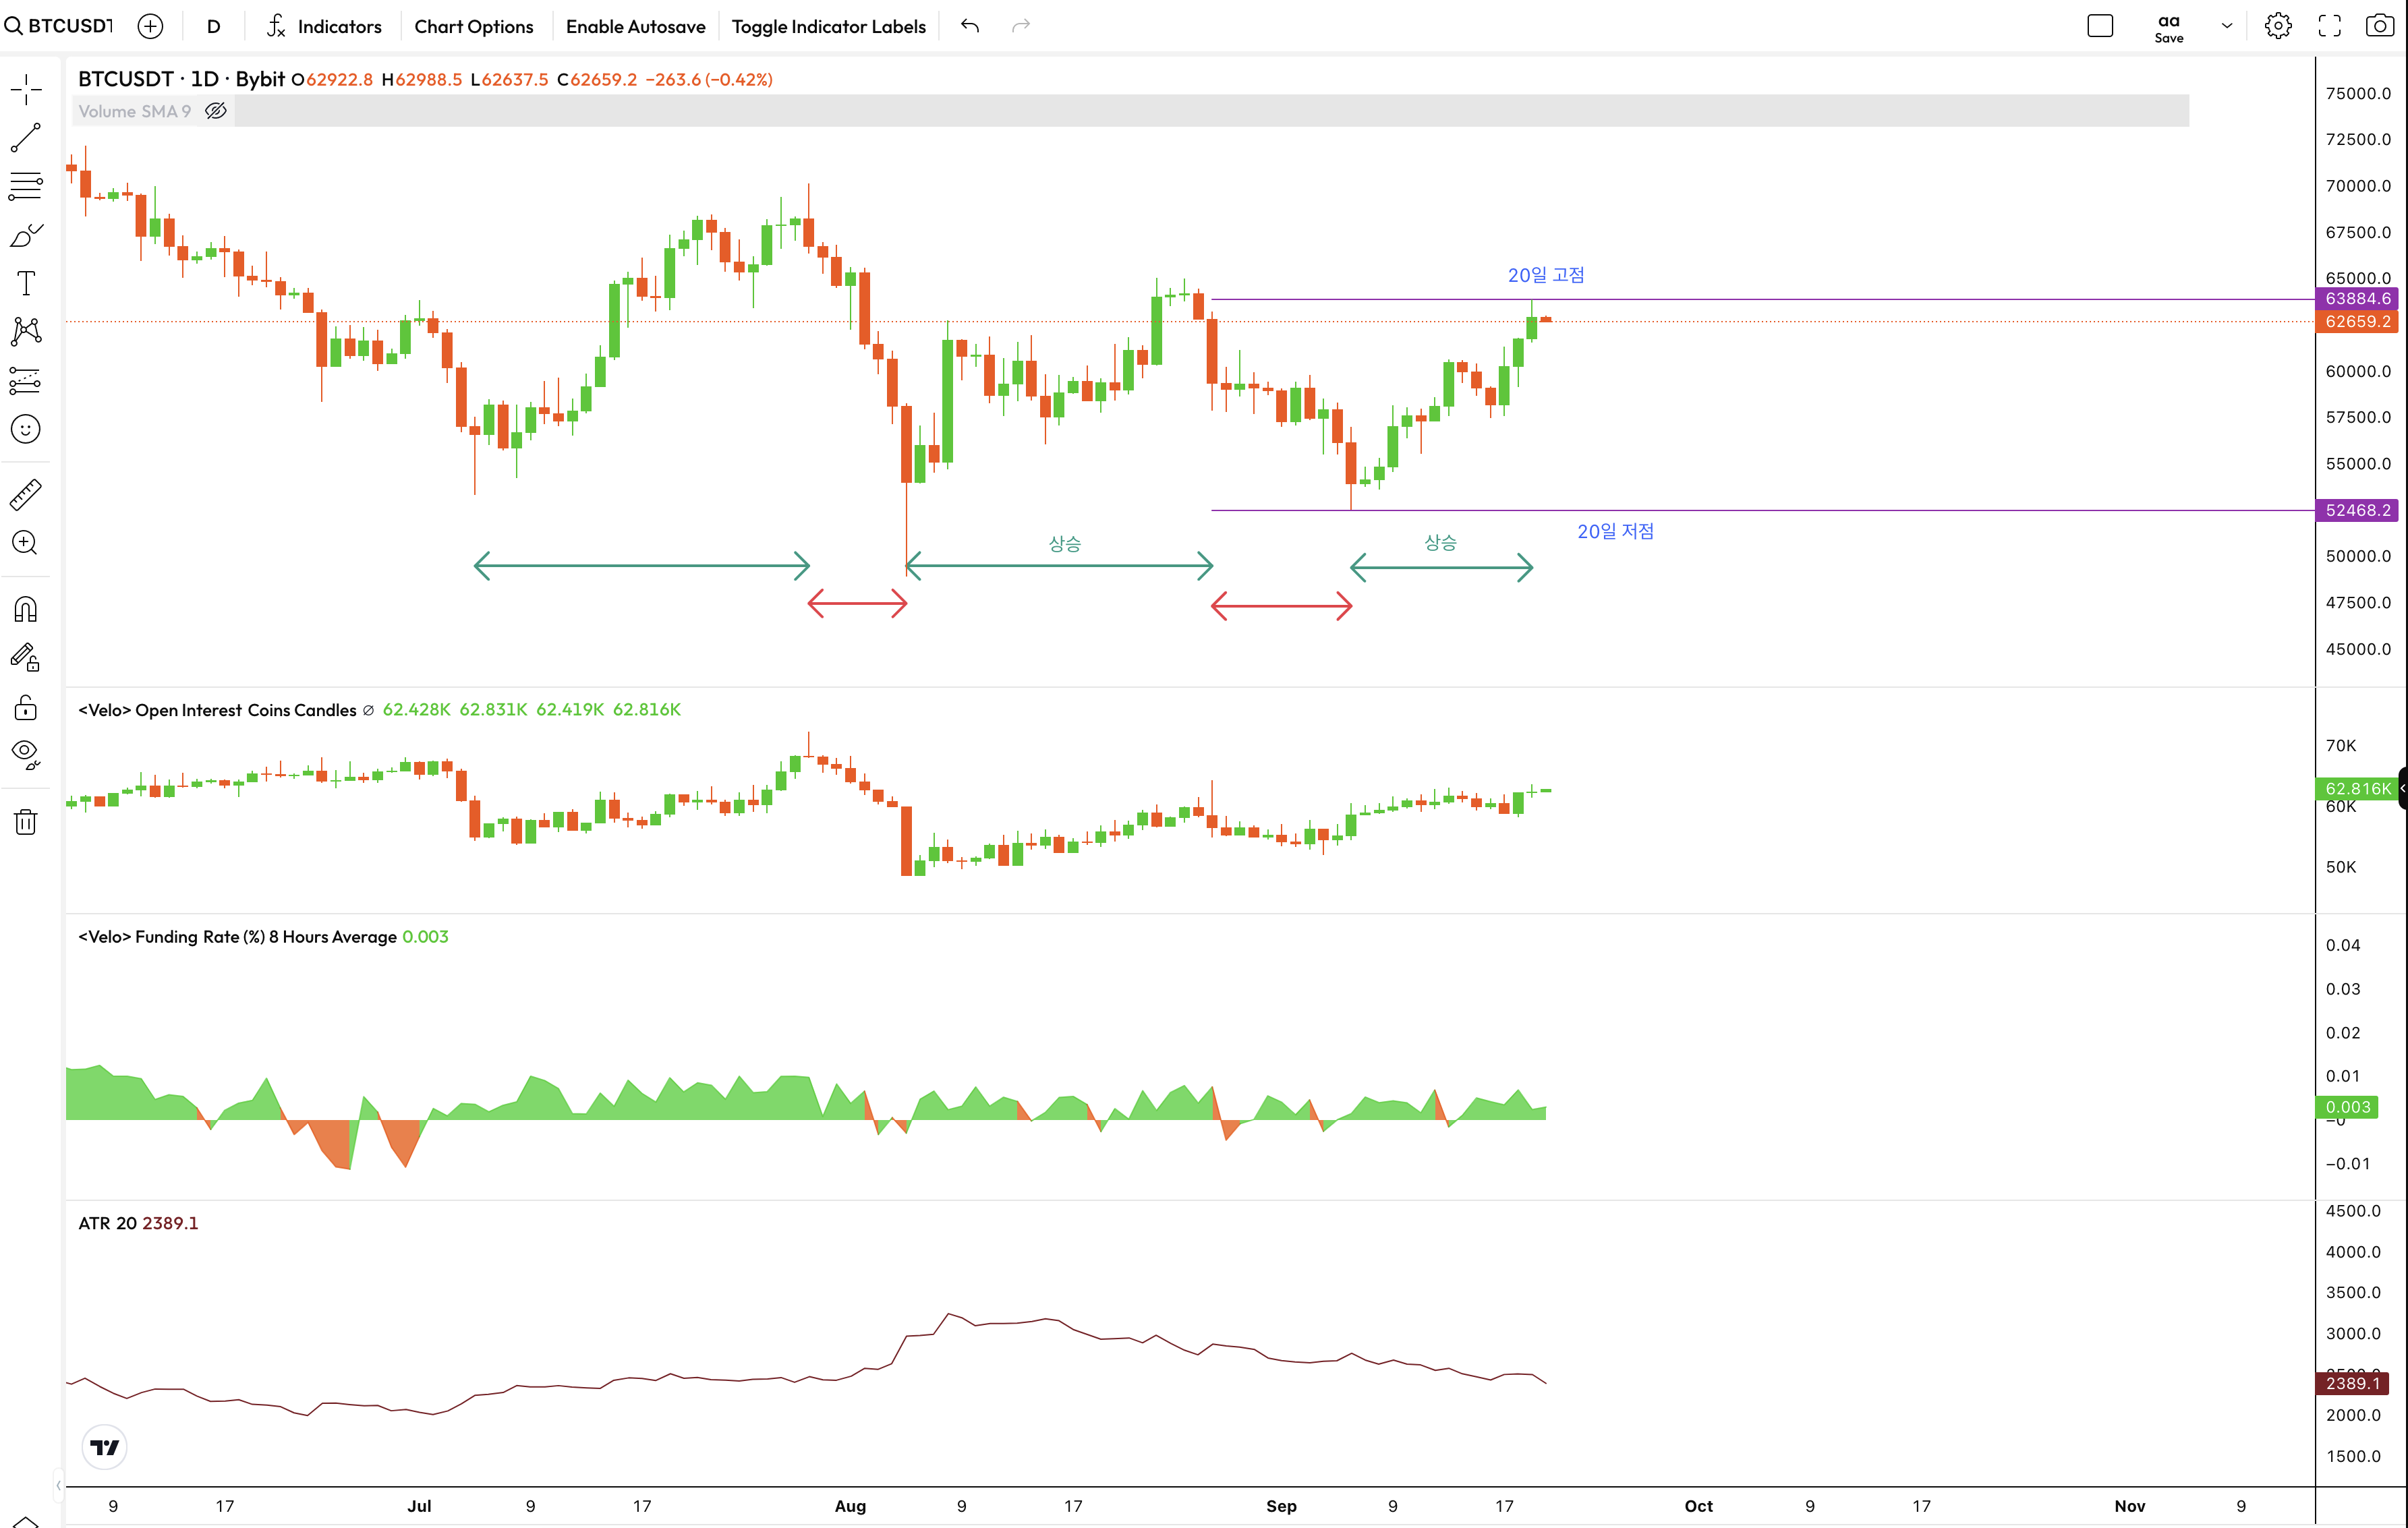 BTCUSDT D Indicators Chart Options Enable Autosave Toggle Indicator Labels aa
Save
BTCUSDT · 1D · Bybit O62922.8 H62988.5 L62637.5 C62659.2 −263.6 (−0.42%)
Volume SMA 9
75000.0
72500.0
70000.0
67500.0
65000.0
20일 고점
63884.6
62659.2
60000.0
57500.0
55000.0
52468.2
20일 저점
상승
상승
50000.0
47500.0
45000.0
<Velo> Open Interest Coins Candles ∅ 62.428K 62.831K 62.419K 62.816K
70K
62.816K
60K
50K
<Velo> Funding Rate (%) 8 Hours Average 0.003
0.04
0.03
0.02
0.01
0.003
−0
−0.01
ATR 20 2389.1
4500.0
4000.0
3500.0
3000.0
2389.1
2000.0
1500.0
9 17 Jul 9 17 Aug 9 17 Sep 9 17 Oct 9 17 Nov 9